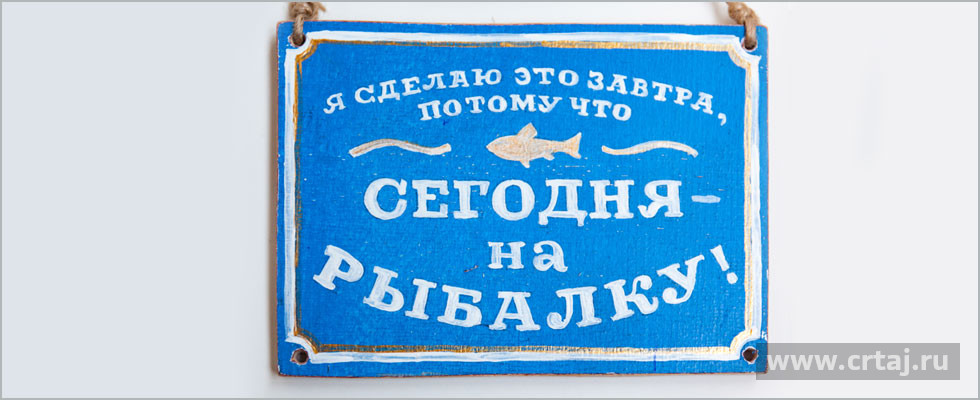 Я СДЕЛАЮ ЭТО ЗАВТРА,
ПОТОМУ ЧТО
СЕГОДНЯ –
на
РЫБАЛКУ!
www.crtaj.ru